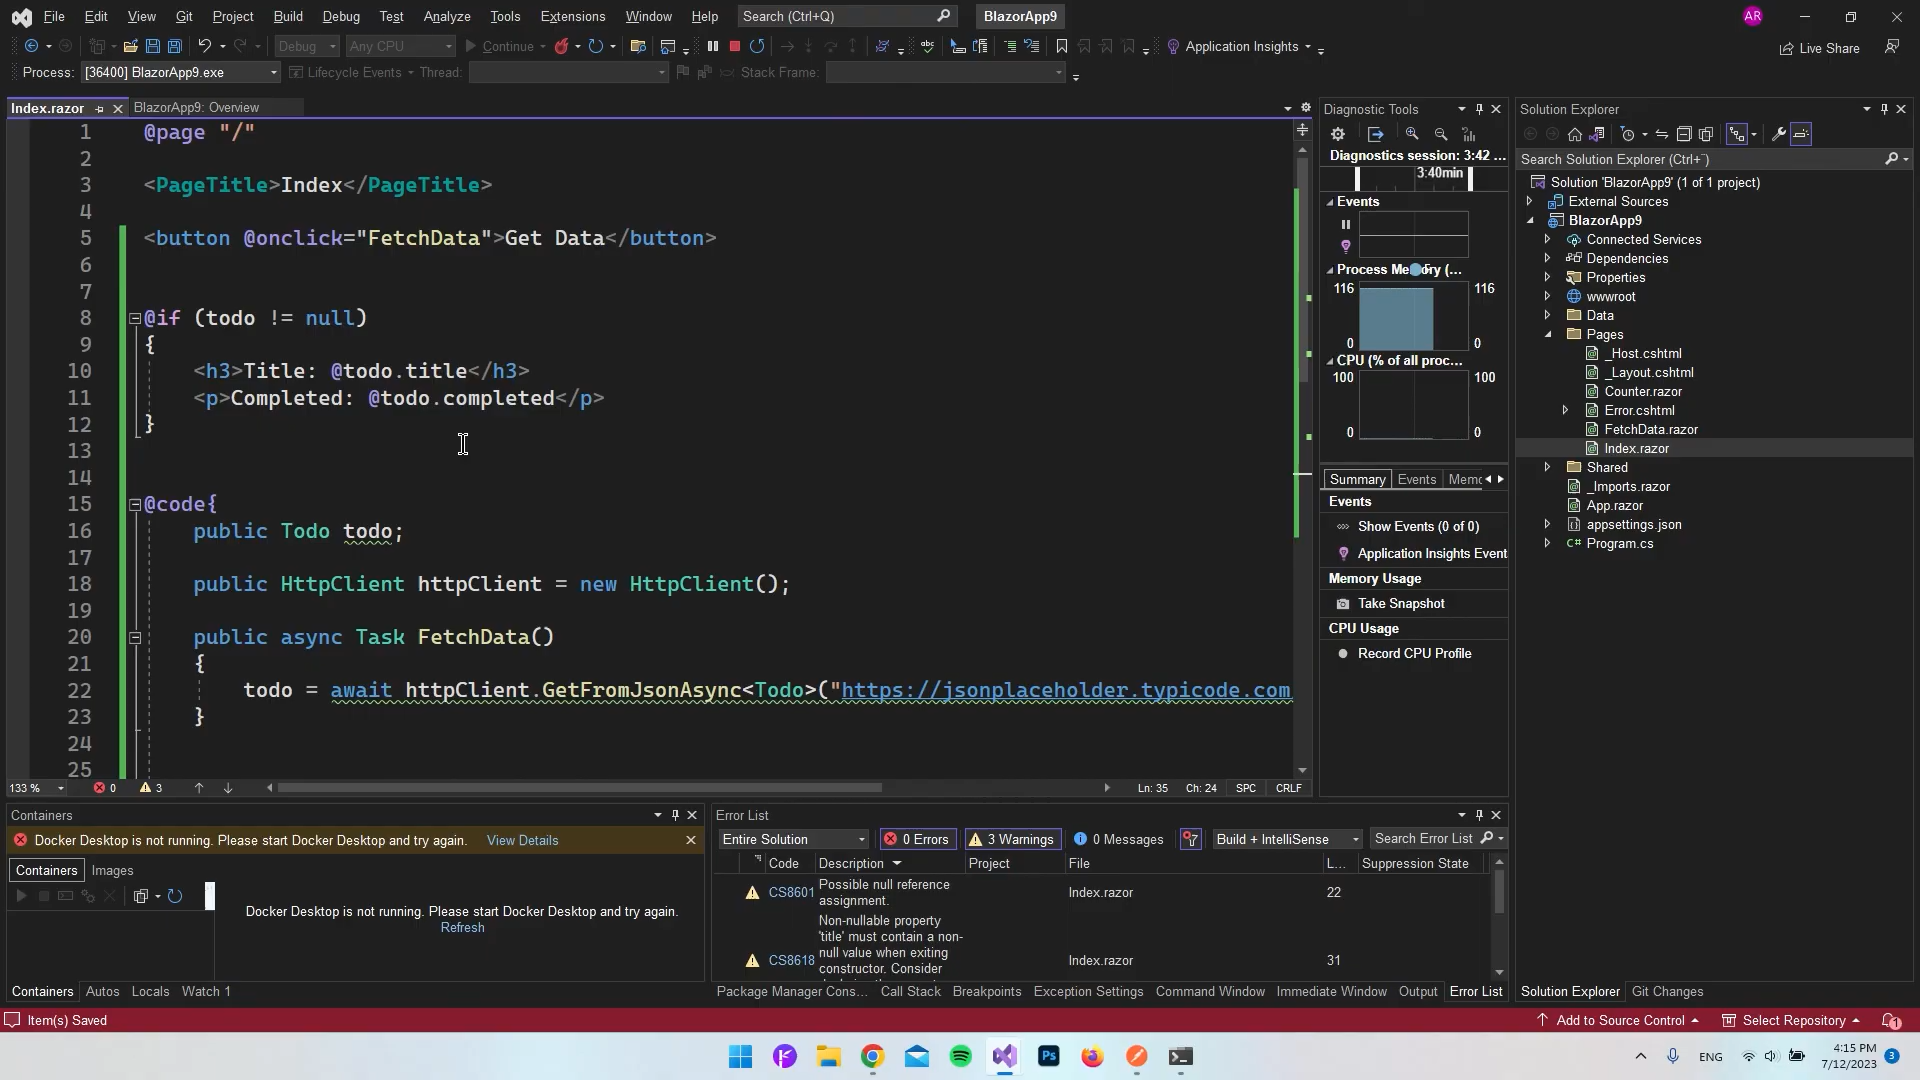 File Edit View Git Project Build Debug Test Analyze Tools Extensions Window Help Search (Ctrl+Q) BlazorApp9 AR
Debug Any CPU Continue Application Insights Live Share
Process: [36400] BlazorApp9.exe Lifecycle Events Thread: Stack Frame:
Index.razor BlazorApp9: Overview
1 @page "/"
2
3 <PageTitle>Index</PageTitle>
4
5 <button @onclick="FetchData">Get Data</button>
6
7
8 @if (todo != null)
9 {
10 <h3>Title: @todo.title</h3>
11 <p>Completed: @todo.completed</p>
12 }
13
14
15 @code{
16 public Todo todo;
17
18 public HttpClient httpClient = new HttpClient();
19
20 public async Task FetchData()
21 {
22 todo = await httpClient.GetFromJsonAsync<Todo>("https://jsonplaceholder.typicode.com
23 }
24
25
133 % 0 3 Ln: 35 Ch: 24 SPC CRLF
Diagnostic Tools
Diagnostics session: 3:42 ...
3:40min
Events
Process Memory (...
116 116
0 0
CPU (% of all proc...
100 100
0 0
Summary Events Memo
Events
Show Events (0 of 0)
Application Insights Event
Memory Usage
Take Snapshot
CPU Usage
Record CPU Profile
Solution Explorer
Search Solution Explorer (Ctrl+¨)
Solution 'BlazorApp9' (1 of 1 project)
External Sources
BlazorApp9
Connected Services
Dependencies
Properties
wwwroot
Data
Pages
_Host.cshtml
_Layout.cshtml
Counter.razor
Error.cshtml
FetchData.razor
Index.razor
Shared
_Imports.razor
App.razor
appsettings.json
C# Program.cs
Containers
Docker Desktop is not running. Please start Docker Desktop and try again. View Details
Containers Images
Docker Desktop is not running. Please start Docker Desktop and try again.
Refresh
Containers Autos Locals Watch 1
Error List
Entire Solution 0 Errors 3 Warnings 0 Messages Build + IntelliSense Search Error List
Code Description Project File L... Suppression State
CS8601 Possible null reference assignment. Index.razor 22
CS8618 Non-nullable property 'title' must contain a non-null value when exiting constructor. Consider Index.razor 31
Package Manager Cons... Call Stack Breakpoints Exception Settings Command Window Immediate Window Output Error List
Solution Explorer Git Changes
Item(s) Saved Add to Source Control Select Repository 1
Ps ENG 4:15 PM 3
7/12/2023